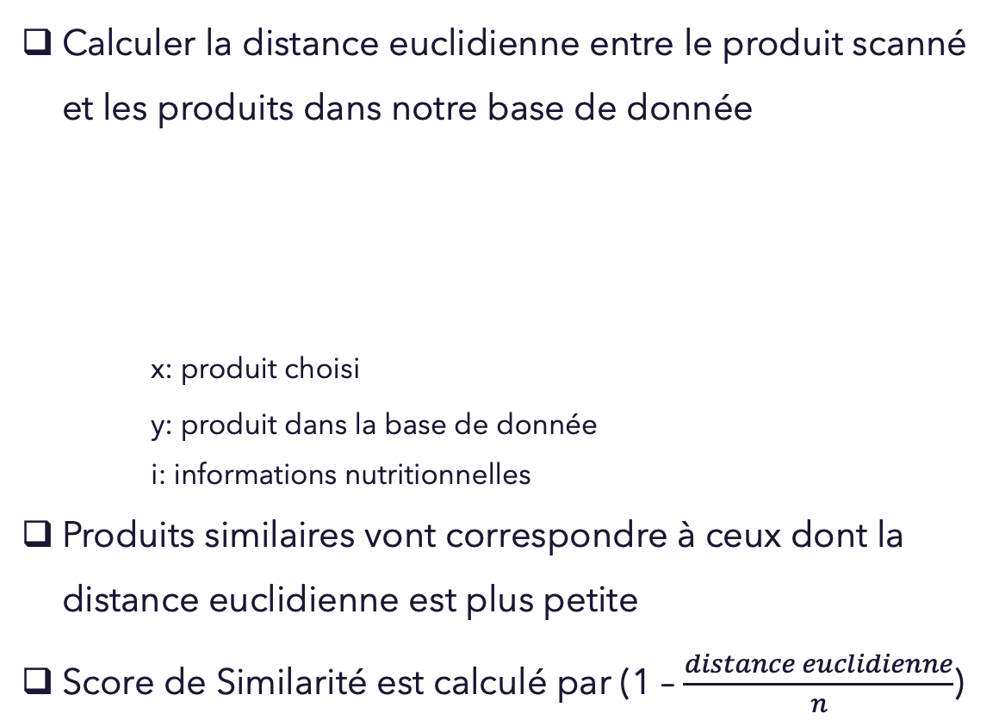 ❑ Calculer la distance euclidienne entre le produit scanné
et les produits dans notre base de donnée
x: produit choisi
y: produit dans la base de donnée
i: informations nutritionnelles
❑ Produits similaires vont correspondre à ceux dont la
distance euclidienne est plus petite
❑ Score de Similarité est calculé par (1 – distance euclidienne / n)